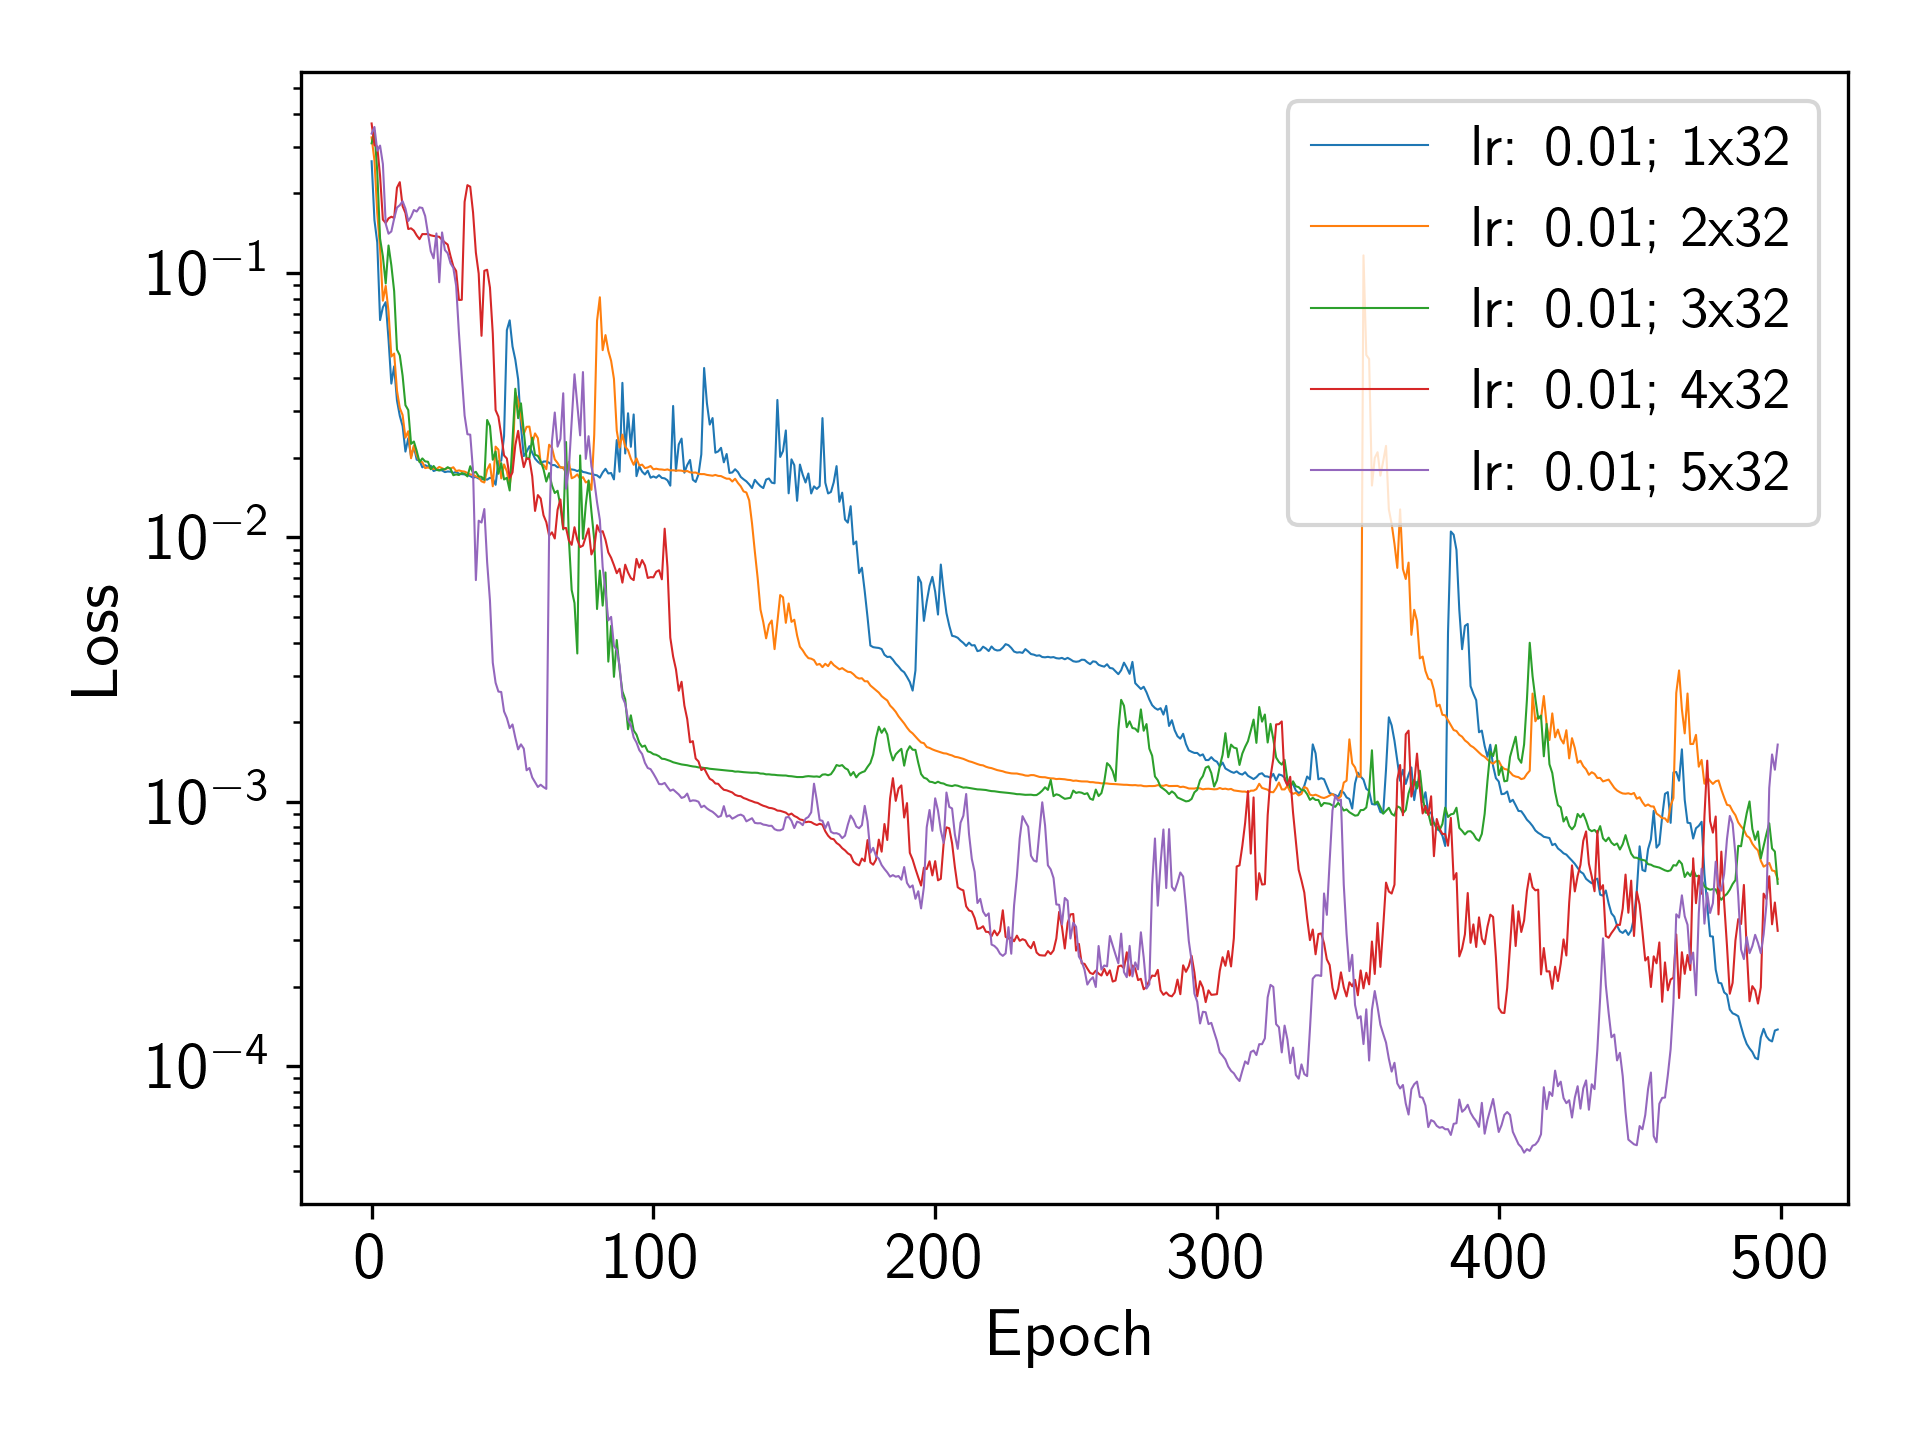 lr: 0.01; 1x32
lr: 0.01; 2x32
lr: 0.01; 3x32
lr: 0.01; 4x32
lr: 0.01; 5x32
10⁻¹
10⁻²
10⁻³
10⁻⁴
Loss
0 100 200 300 400 500
Epoch